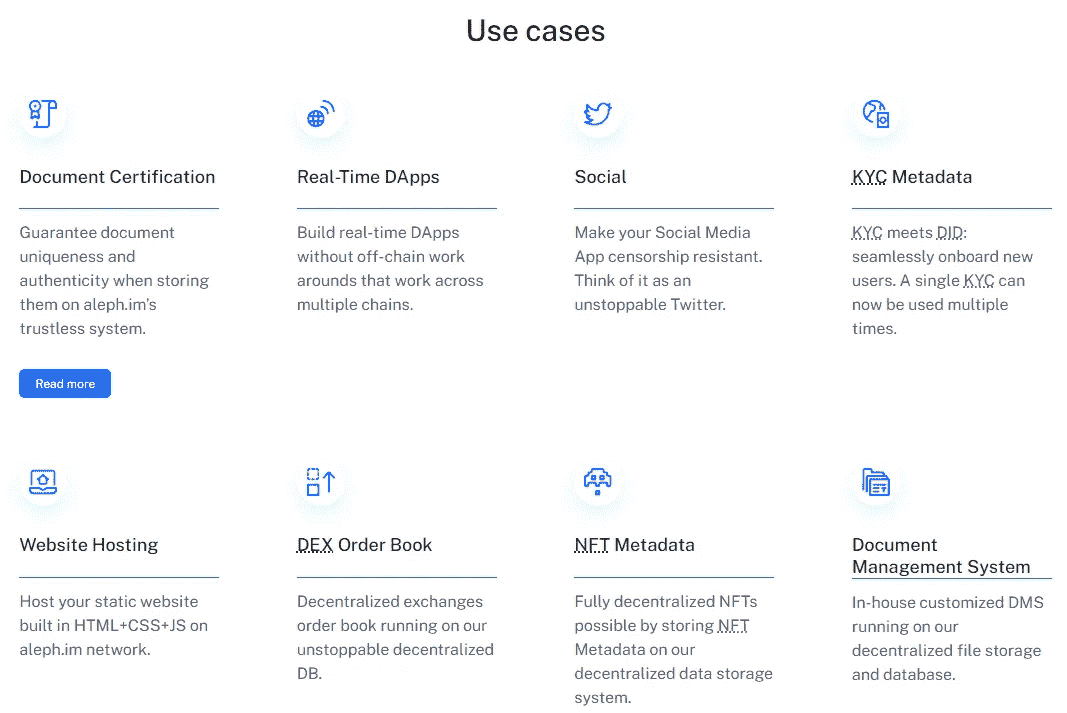 Use cases
Document Certification
Guarantee document
uniqueness and
authenticity when storing
them on aleph.im's
trustless system.
Read more
Real-Time DApps
Build real-time DApps
without off-chain work
arounds that work across
multiple chains.
Social
Make your Social Media
App censorship resistant.
Think of it as an
unstoppable Twitter.
KYC Metadata
KYC meets DID:
seamlessly onboard new
users. A single KYC can
now be used multiple
times.
Website Hosting
Host your static website
built in HTML+CSS+JS on
aleph.im network.
DEX Order Book
Decentralized exchanges
order book running on our
unstoppable decentralized
DB.
NFT Metadata
Fully decentralized NFTs
possible by storing NFT
Metadata on our
decentralized data storage
system.
Document
Management System
In-house customized DMS
running on our
decentralized file storage
and database.